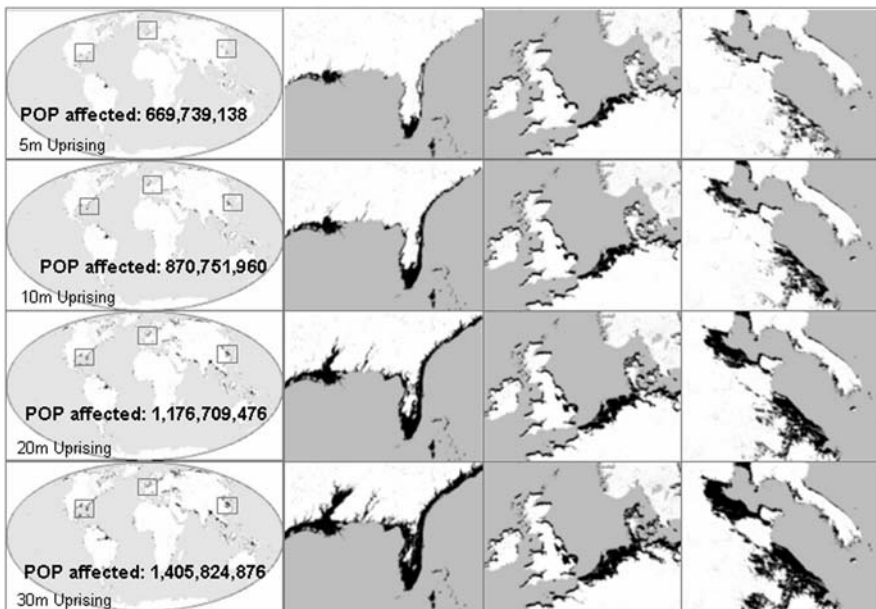 POP affected: 669,739,138
5m Uprising
POP affected: 870,751,960
10m Uprising
POP affected: 1,176,709,476
20m Uprising
POP affected: 1,405,824,876
30m Uprising